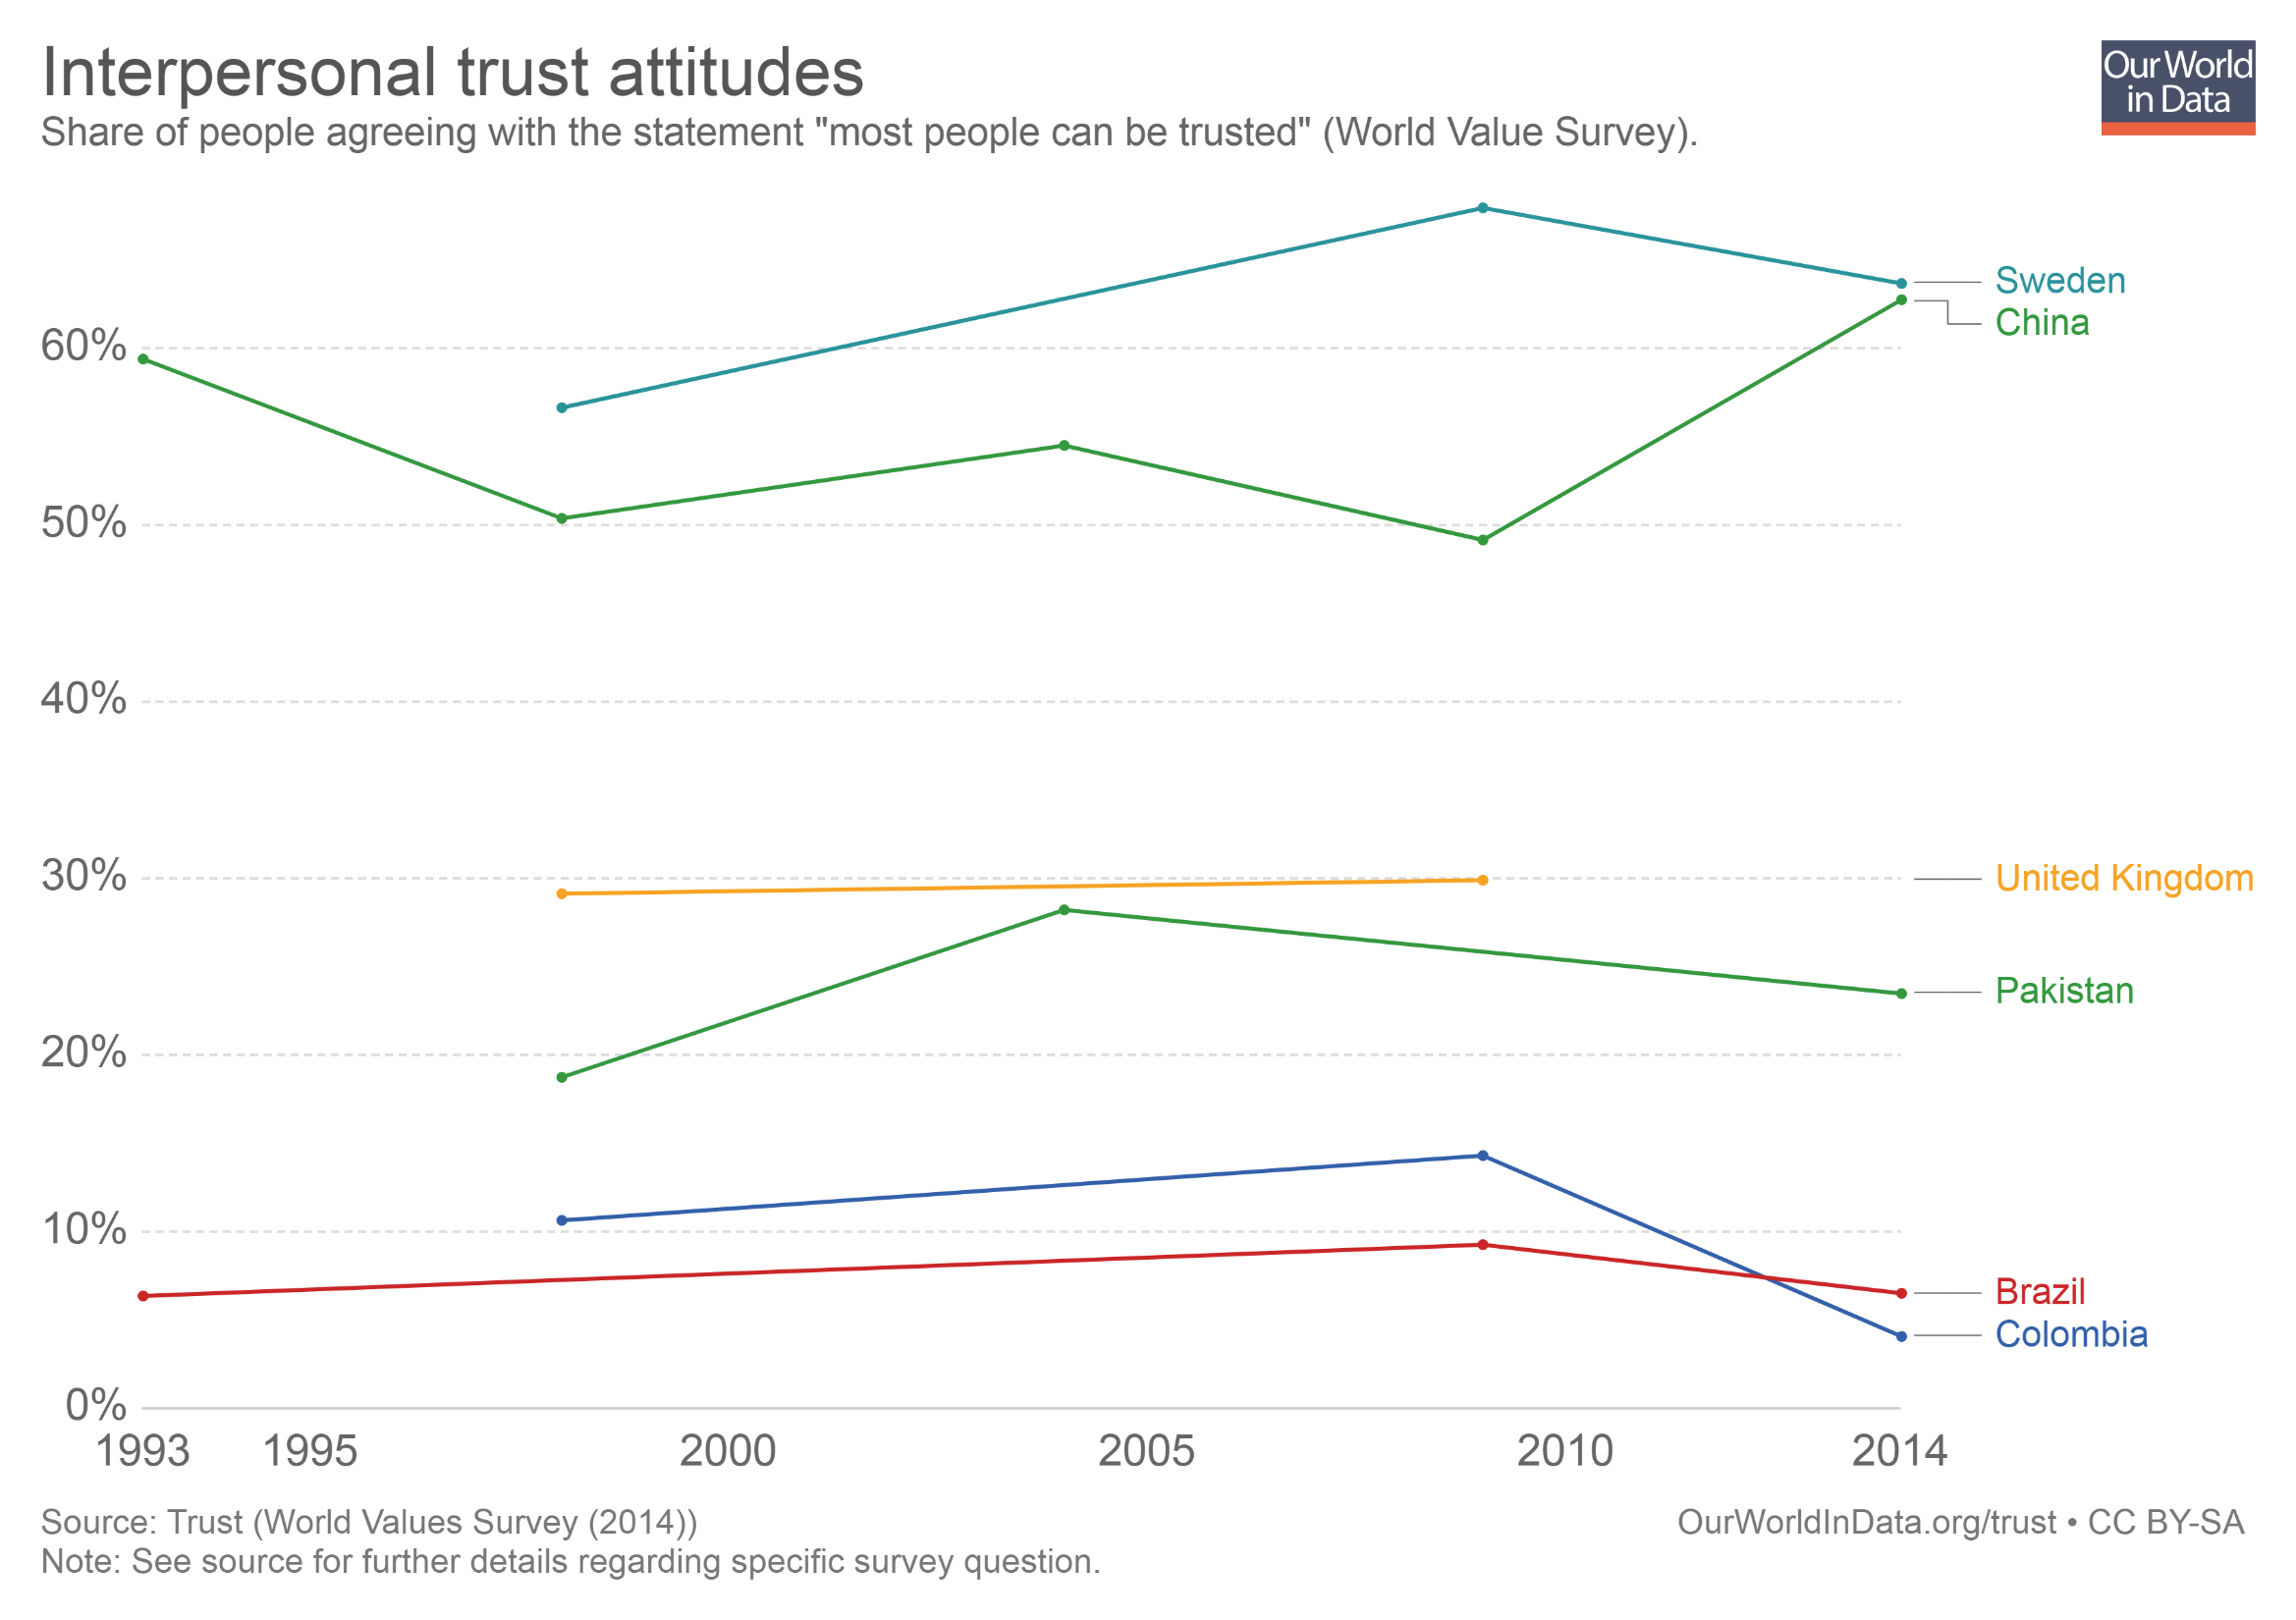 Interpersonal trust attitudes
Share of people agreeing with the statement "most people can be trusted" (World Value Survey).
Our World
in Data
Sweden
China
60%
50%
40%
30%
United Kingdom
Pakistan
20%
10%
Brazil
Colombia
0%
1993 1995 2000 2005 2010 2014
Source: Trust (World Values Survey (2014))
OurWorldInData.org/trust • CC BY-SA
Note: See source for further details regarding specific survey question.